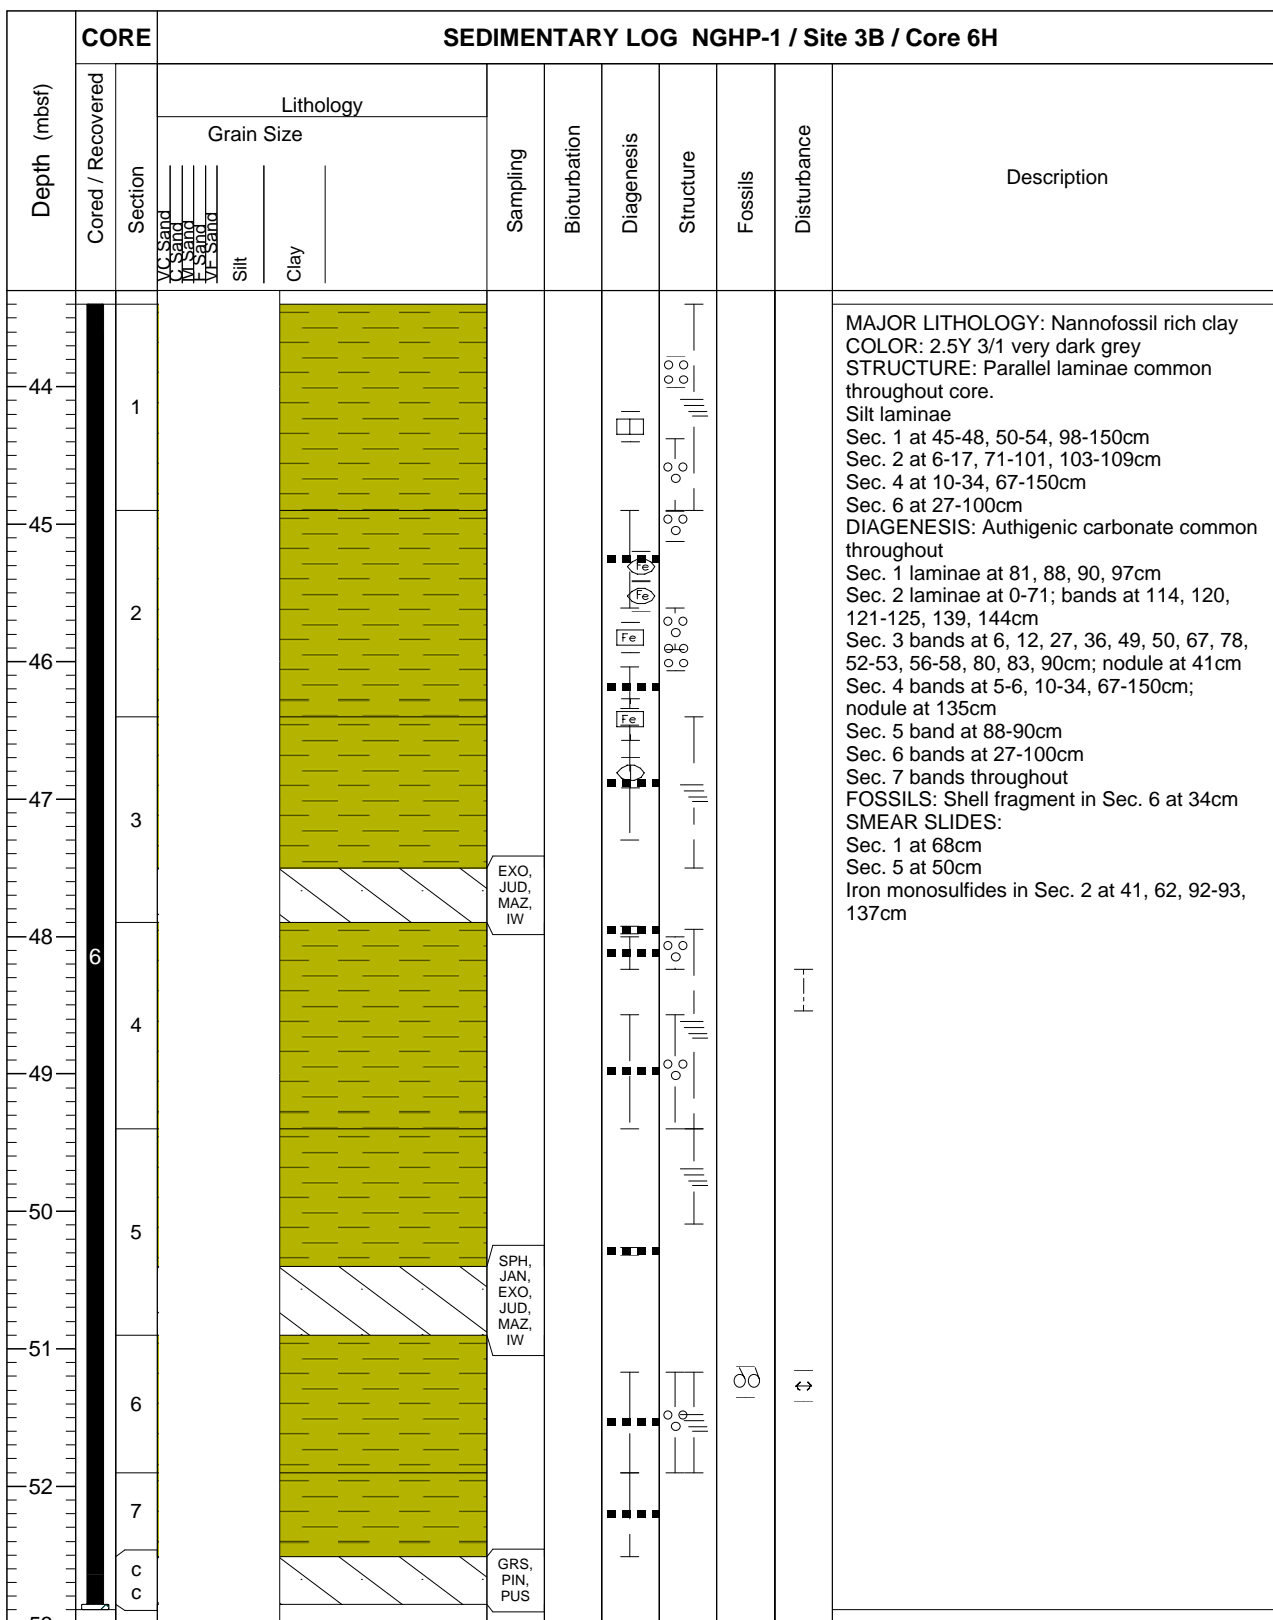 CORE
SEDIMENTARY LOG NGHP-1 / Site 3B / Core 6H
Depth (mbsf)
Cored / Recovered
Section
Lithology
Grain Size
VC Sand
C Sand
M Sand
F Sand
VF Sand
Silt
Clay
Sampling
Bioturbation
Diagenesis
Structure
Fossils
Disturbance
Description
MAJOR LITHOLOGY: Nannofossil rich clay
COLOR: 2.5Y 3/1 very dark grey
STRUCTURE: Parallel laminae common
throughout core.
Silt laminae
Sec. 1 at 45-48, 50-54, 98-150cm
Sec. 2 at 6-17, 71-101, 103-109cm
Sec. 4 at 10-34, 67-150cm
Sec. 6 at 27-100cm
DIAGENESIS: Authigenic carbonate common
throughout
Sec. 1 laminae at 81, 88, 90, 97cm
Sec. 2 laminae at 0-71; bands at 114, 120,
121-125, 139, 144cm
Sec. 3 bands at 6, 12, 27, 36, 49, 50, 67, 78,
52-53, 56-58, 80, 83, 90cm; nodule at 41cm
Sec. 4 bands at 5-6, 10-34, 67-150cm;
nodule at 135cm
Sec. 5 band at 88-90cm
Sec. 6 bands at 27-100cm
Sec. 7 bands throughout
FOSSILS: Shell fragment in Sec. 6 at 34cm
SMEAR SLIDES:
Sec. 1 at 68cm
Sec. 5 at 50cm
Iron monosulfides in Sec. 2 at 41, 62, 92-93,
137cm
44
1
45
Fe
Fe
2
Fe
46
Fe
47
3
EXO,
JUD,
MAZ,
IW
48
6
4
49
50
5
SPH,
JAN,
EXO,
JUD,
MAZ,
IW
51
6
52
7
c
c
GRS,
PIN,
PUS